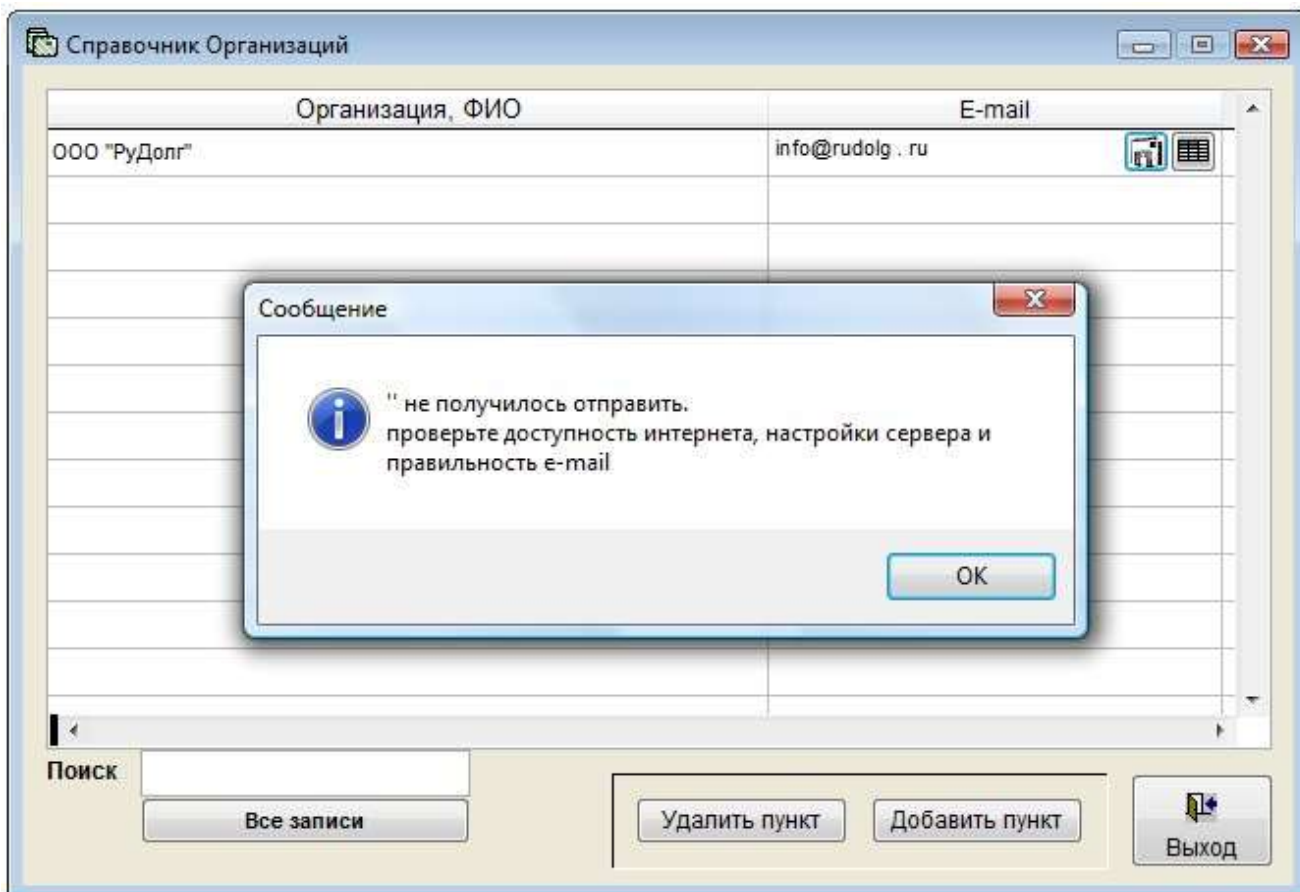 Справочник Организаций
Организация, ФИО E-mail
ООО "РуДолг" info@rudolg . ru
Сообщение
'' не получилось отправить.
проверьте доступность интернета, настройки сервера и
правильность e-mail
OK
Поиск
Все записи
Удалить пункт Добавить пункт
Выход